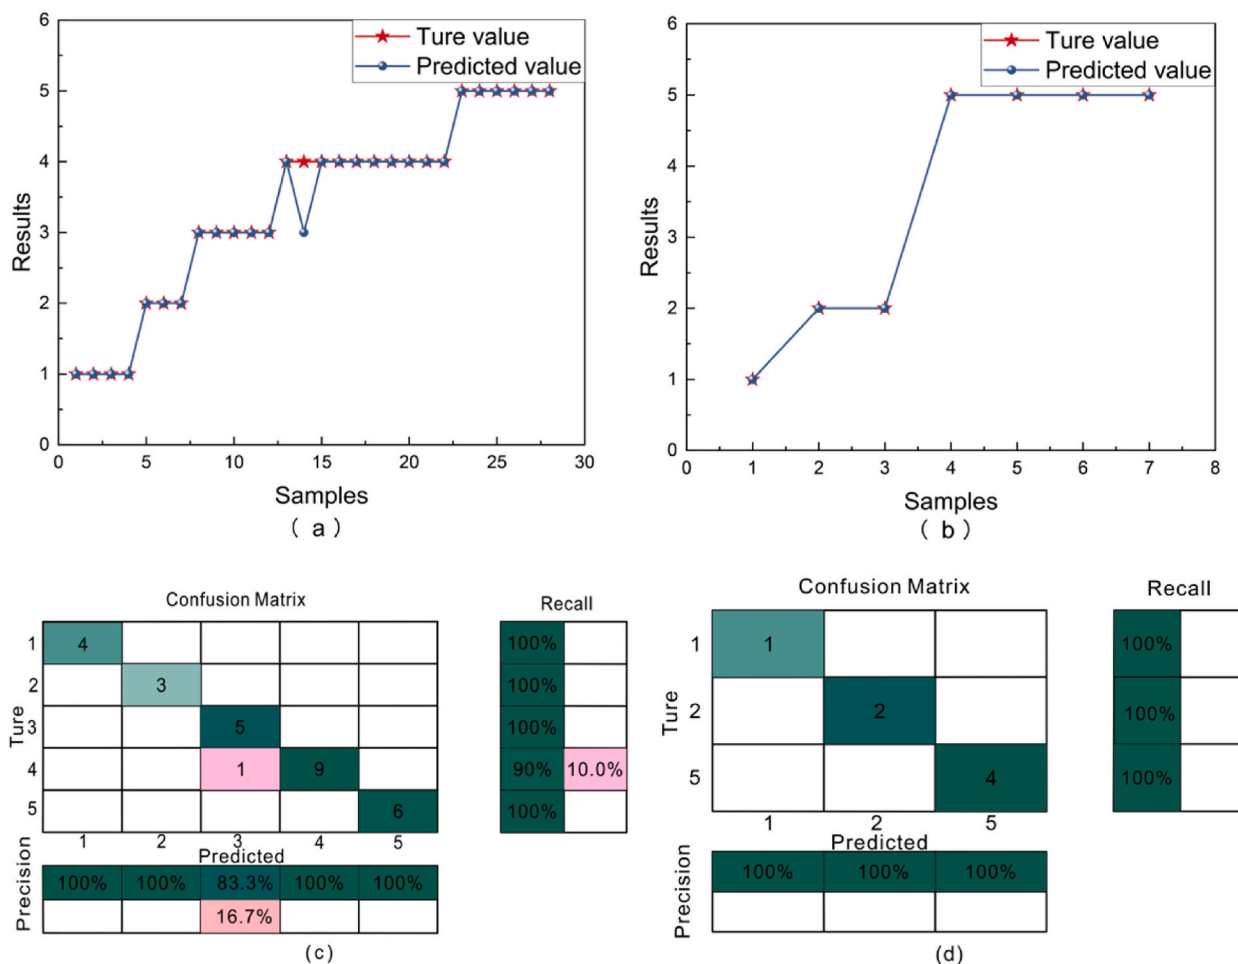 6
5
4
3
2
1
0
Results
Ture value
Predicted value
0 5 10 15 20 25 30
Samples
( a )
6
5
4
3
2
1
0
Results
Ture value
Predicted value
0 1 2 3 4 5 6 7 8
Samples
( b )
Confusion Matrix
Recall
Ture
1 4 100%
2 3 100%
3 5 100%
4 1 9 90% 10.0%
5 6 100%
1 2 3 4 5
Predicted
Precision
100% 100% 83.3% 100% 100%
16.7%
(c)
Confusion Matrix
Recall
Ture
1 1 100%
2 2 100%
5 4 100%
1 2 5
Predicted
Precision
100% 100% 100%
(d)